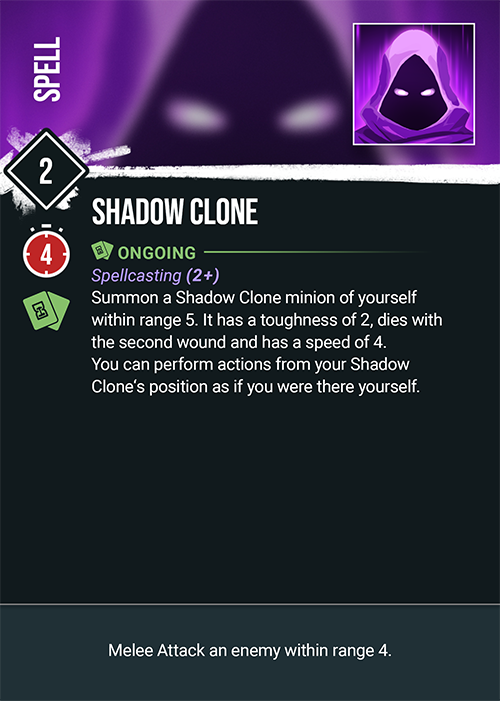 SPELL
2
SHADOW CLONE
4
ONGOING
Spellcasting (2+)
Summon a Shadow Clone minion of yourself
within range 5. It has a toughness of 2, dies with
the second wound and has a speed of 4.
You can perform actions from your Shadow
Clone‘s position as if you were there yourself.
Melee Attack an enemy within range 4.